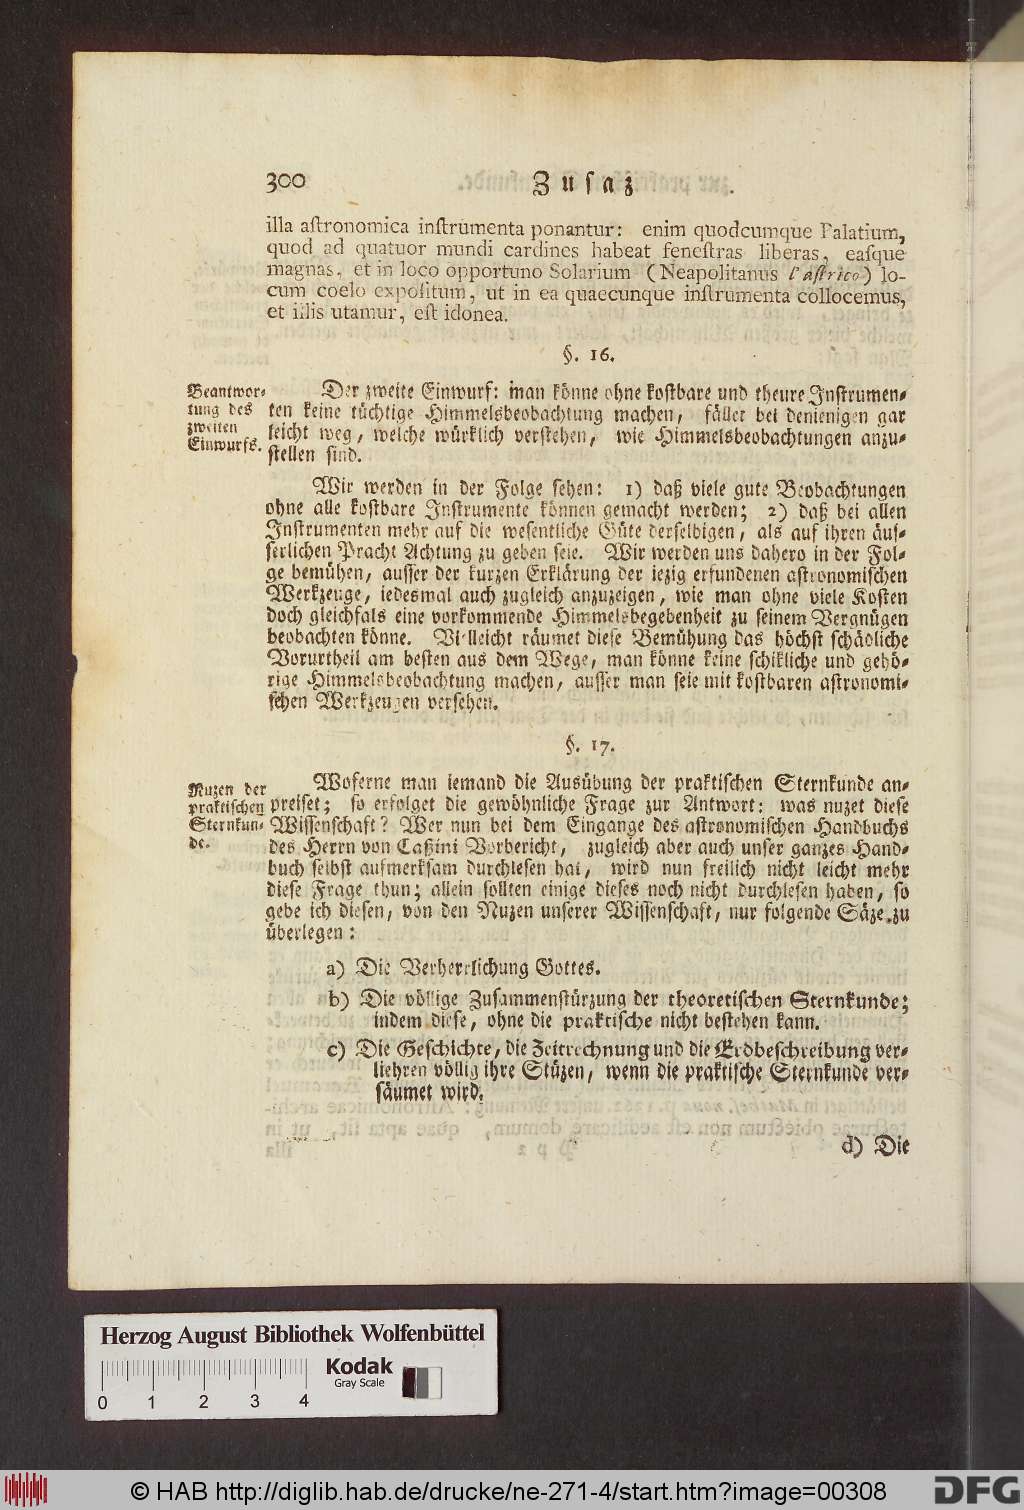 300 Zusaz
illa astronomica instrumenta ponantur: enim quodcumque Palatium,
quod ad quatuor mundi cardines habeat fenestras liberas, easque
magnas, et in loco opportuno Solarium (Neapolitanus l'astrico) lo-
cum coelo expositum, ut in ea quaecunque instrumenta collocemus,
et illis utamur, est idonea.
§. 16.
Beantwor-
tung des
zweiten
Einwurfs.
Der zweite Einwurf: man könne ohne kostbare und theure Instrumen-
ten keine tüchtige Himmelsbeobachtung machen, fället bei denienigen gar
leicht weg, welche würklich verstehen, wie Himmelsbeobachtungen anzu-
stellen sind.
Wir werden in der Folge sehen: 1) daß viele gute Beobachtungen
ohne alle kostbare Instrumente können gemacht werden; 2) daß bei allen
Instrumenten mehr auf die wesentliche Güte derselbigen, als auf ihren äus-
serlichen Pracht Achtung zu geben seie. Wir werden uns dahero in der Fol-
ge bemühen, ausser der kurzen Erklärung der iezig erfundenen astronomischen
Werkzeuge, iedesmal auch zugleich anzuzeigen, wie man ohne viele Kosten
doch gleichfals eine vorkommende Himmelsbegebenheit zu seinem Vergnügen
beobachten könne. Villeicht räumet diese Bemühung das höchst schädliche
Vorurtheil am besten aus dem Wege, man könne keine schikliche und gehö-
rige Himmelsbeobachtung machen, ausser man seie mit kostbaren astronomi-
schen Werkzeugen versehen.
§. 17.
Nuzen der
praktischen
Sternkun-
de.
Woferne man iemand die Ausübung der praktischen Sternkunde an-
preiset; so erfolget die gewöhnliche Frage zur Antwort: was nuzet diese
Wissenschaft? Wer nun bei dem Eingange des astronomischen Handbuchs
des Herrn von Caßini Vorbericht, zugleich aber auch unser ganzes Hand-
buch selbst aufmerksam durchlesen hat, wird nun freilich nicht leicht mehr
diese Frage thun; allein sollten einige dieses noch nicht durchlesen haben, so
gebe ich diesen, von den Nuzen unserer Wissenschaft, nur folgende Säze zu
überlegen:
a) Die Verherrlichung Gottes.
b) Die völlige Zusammenstürzung der theoretischen Sternkunde;
indem diese, ohne die praktische nicht bestehen kann.
c) Die Geschichte, die Zeitrechnung und die Erdbeschreibung ver-
liehren völlig ihre Stüzen, wenn die praktische Sternkunde ver-
säumet wird.
d) Die
Herzog August Bibliothek Wolfenbüttel
Kodak
Gray Scale
0 1 2 3 4
© HAB http://diglib.hab.de/drucke/ne-271-4/start.htm?image=00308
DFG